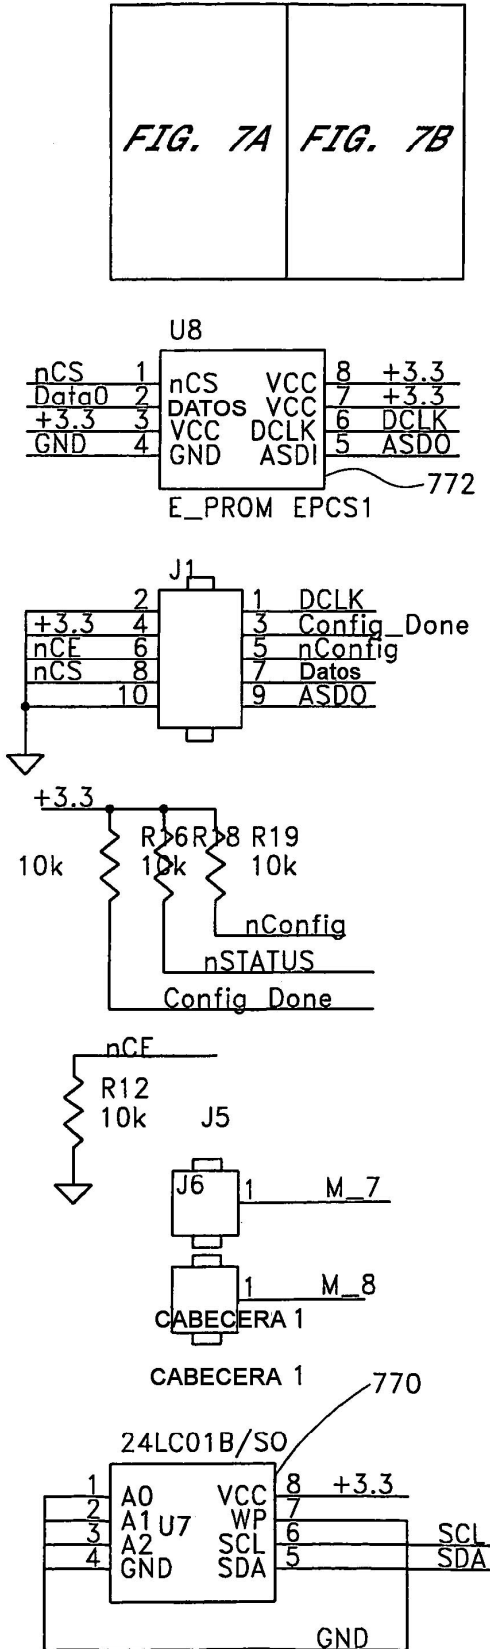 FIG. 7A FIG. 7B
U8
nCS 1 nCS VCC 8 +3.3
Data0 2 DATOS VCC 7 +3.3
+3.3 3 VCC DCLK 6 DCLK
GND 4 GND ASDI 5 ASDO
772
E_PROM EPCS1
J1
2 1 DCLK
+3.3 4 3 Config_Done
nCE 6 5 nConfig
nCS 8 7 Datos
10 9 ASDO
+3.3
R16 R18 R19
10k 10k 10k
nConfig
nSTATUS
Config_Done
nCE
R12
10k
J5
J6 1 M_7
1 M_8
CABECERA 1
CABECERA 1
770
24LC01B/SO
1 A0 VCC 8 +3.3
2 A1 U7 WP 7
3 A2 SCL 6 SCL
4 GND SDA 5 SDA
GND